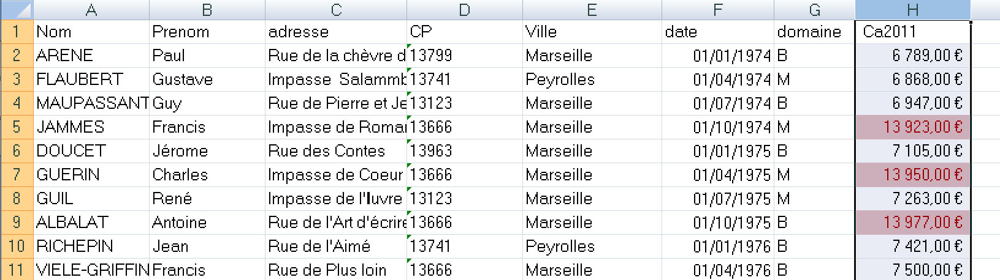 A B C D E F G H
1 Nom Prenom adresse CP Ville date domaine Ca2011
2 ARENE Paul Rue de la chèvre d 13799 Marseille 01/01/1974 B 6 789,00 €
3 FLAUBERT Gustave Impasse Salammb 13741 Peyrolles 01/04/1974 M 6 868,00 €
4 MAUPASSANT Guy Rue de Pierre et Je 13123 Marseille 01/07/1974 B 6 947,00 €
5 JAMMES Francis Impasse de Roman 13666 Marseille 01/10/1974 M 13 923,00 €
6 DOUCET Jérome Rue des Contes 13963 Marseille 01/01/1975 B 7 105,00 €
7 GUERIN Charles Impasse de Coeur 13666 Marseille 01/04/1975 M 13 950,00 €
8 GUIL René Impasse de l'Iuvre 13123 Marseille 01/07/1975 M 7 263,00 €
9 ALBALAT Antoine Rue de l'Art d'écrire 13666 Marseille 01/10/1975 B 13 977,00 €
10 RICHEPIN Jean Rue de l'Aimé 13741 Peyrolles 01/01/1976 B 7 421,00 €
11 VIELE-GRIFFIN Francis Rue de Plus loin 13666 Marseille 01/04/1976 B 7 500,00 €